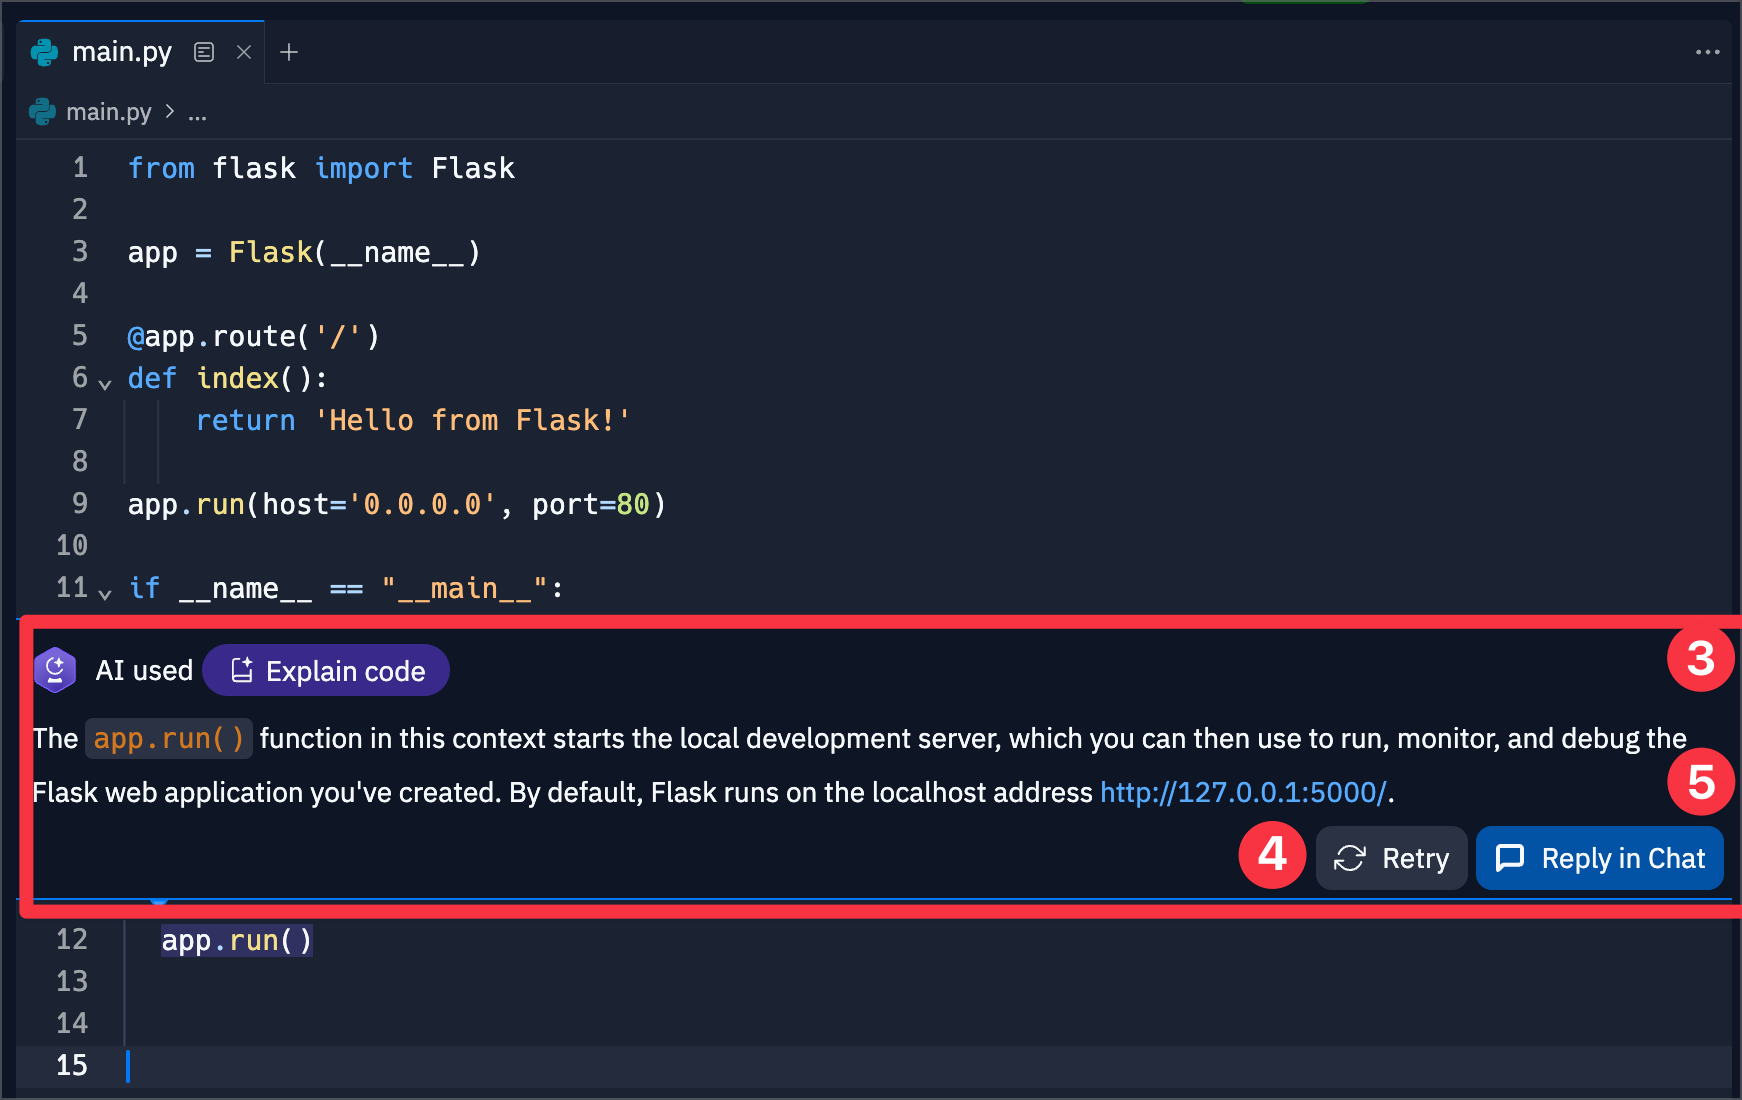 main.py
main.py > ...
1 from flask import Flask
2
3 app = Flask(__name__)
4
5 @app.route('/')
6 def index():
7     return 'Hello from Flask!'
8
9 app.run(host='0.0.0.0', port=80)
10
11 if __name__ == "__main__":
AI used Explain code 3
The app.run() function in this context starts the local development server, which you can then use to run, monitor, and debug the
Flask web application you've created. By default, Flask runs on the localhost address http://127.0.0.1:5000/. 5
4 Retry Reply in Chat
12   app.run()
13
14
15